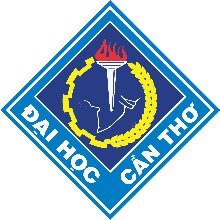 ĐẠI HỌC
CẦN THƠ